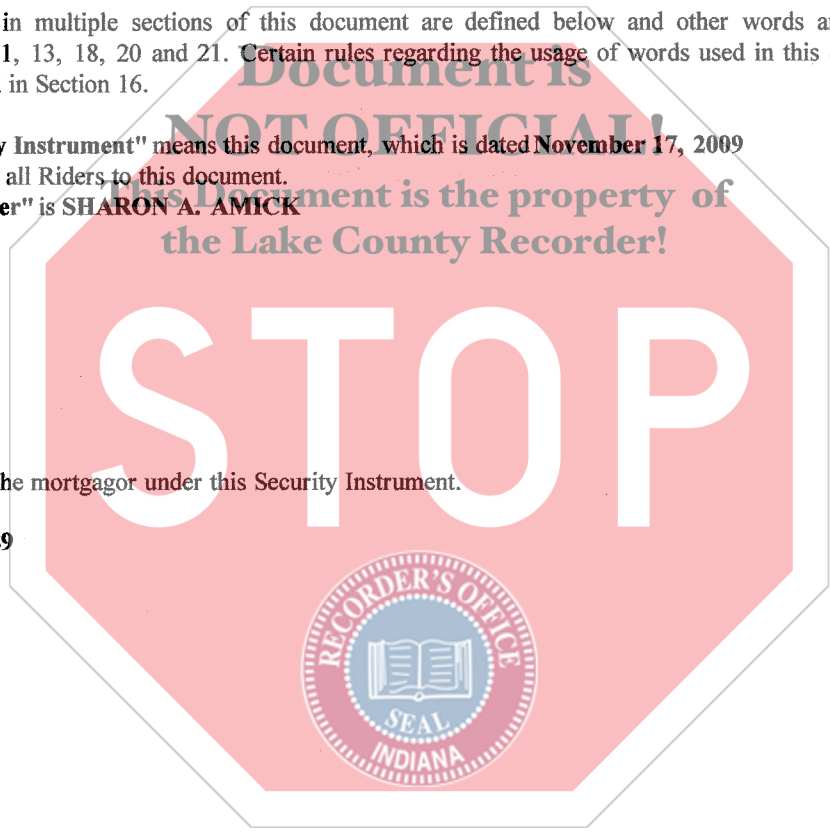 in multiple sections of this document are defined below and other words a
1, 13, 18, 20 and 21. Certain rules regarding the usage of words used in this
in Section 16.
Document is
NOT OFFICIAL!
y Instrument" means this document, which is dated November 17, 2009
all Riders to this document.
This Document is the property of
er" is SHARON A. AMICK
the Lake County Recorder!
STOP
he mortgagor under this Security Instrument.
9
RECORDER'S OFFICE
SEAL
INDIANA